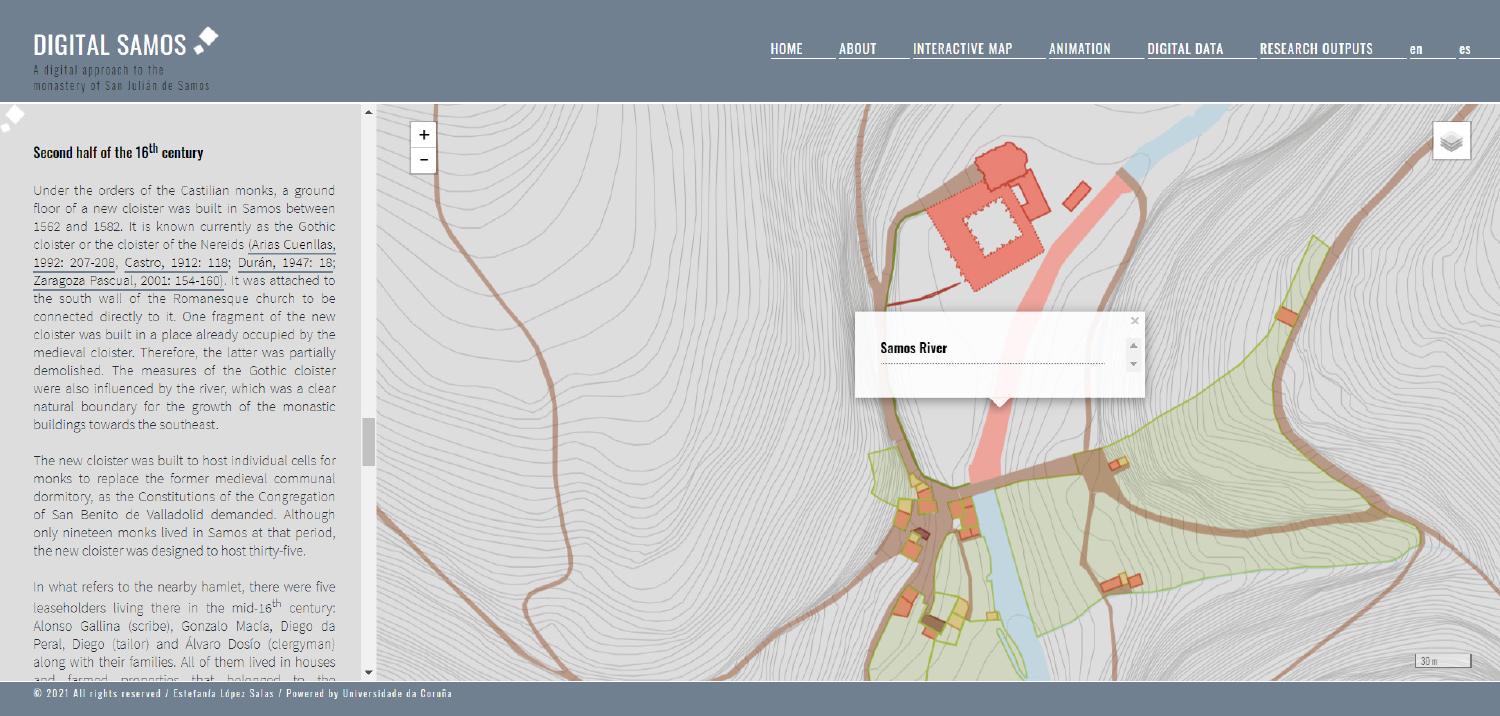 DIGITAL SAMOS
A digital approach to the
monastery of San Julián de Samos
HOME ABOUT INTERACTIVE MAP ANIMATION DIGITAL DATA RESEARCH OUTPUTS en es
Second half of the 16th century
Under the orders of the Castilian monks, a ground
floor of a new cloister was built in Samos between
1562 and 1582. It is known currently as the Gothic
cloister or the cloister of the Nereids (Arias Cuenllas,
1992: 207-208, Castro, 1912: 118; Durán, 1947: 18;
Zaragoza Pascual, 2001: 154-160). It was attached to
the south wall of the Romanesque church to be
connected directly to it. One fragment of the new
cloister was built in a place already occupied by the
medieval cloister. Therefore, the latter was partially
demolished. The measures of the Gothic cloister
were also influenced by the river, which was a clear
natural boundary for the growth of the monastic
buildings towards the southeast.
The new cloister was built to host individual cells for
monks to replace the former medieval communal
dormitory, as the Constitutions of the Congregation
of San Benito de Valladolid demanded. Although
only nineteen monks lived in Samos at that period,
the new cloister was designed to host thirty-five.
In what refers to the nearby hamlet, there were five
leaseholders living there in the mid-16th century:
Alonso Gallina (scribe), Gonzalo Macía, Diego da
Peral, Diego (tailor) and Álvaro Dosío (clergyman)
along with their families. All of them lived in houses
and farmed properties that belonged to the
+
−
Samos River
×
30 m
© 2021 All rights reserved / Estefanía López Salas / Powered by Universidade da Coruña